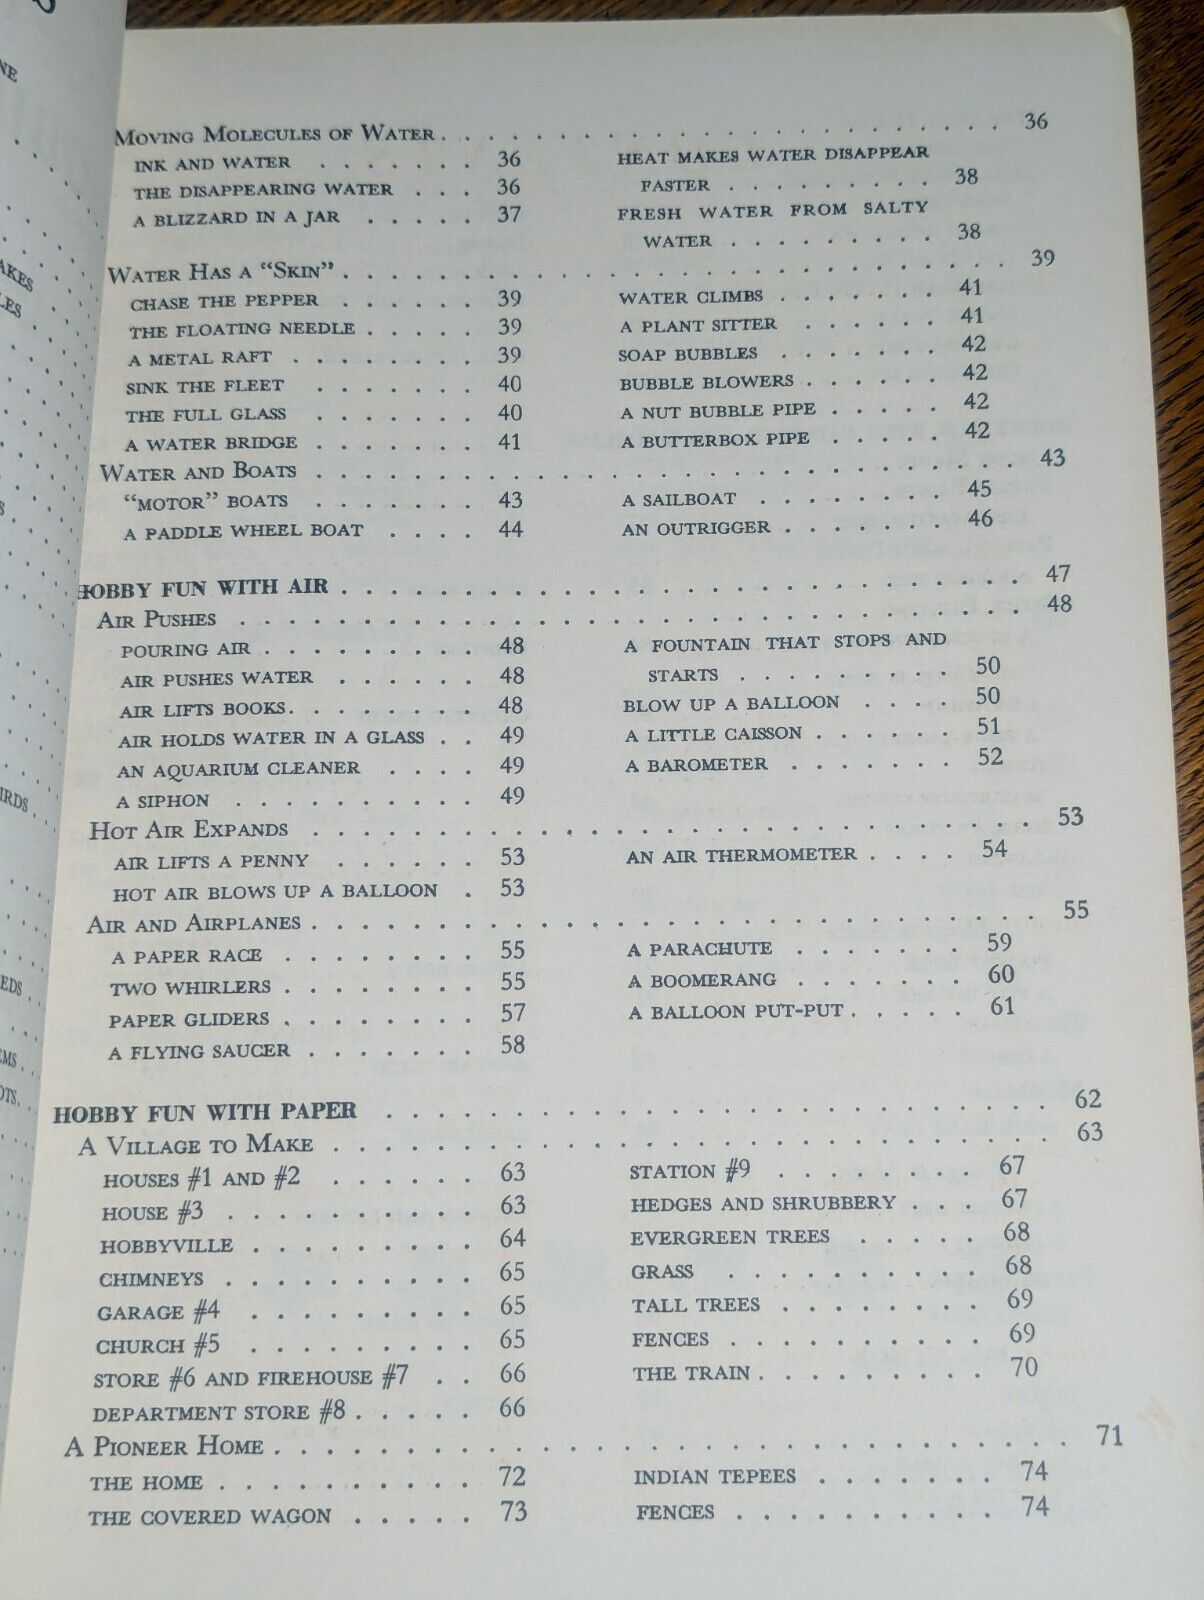 NE
AKES
LES
S
IRDS
EDS
EMS
OTS
MOVING MOLECULES OF WATER . . . . . . . . . . . . . . . . . . . . 36
INK AND WATER . . . . . . . 36
THE DISAPPEARING WATER . . . 36
A BLIZZARD IN A JAR . . . . . 37
HEAT MAKES WATER DISAPPEAR
FASTER . . . . . . . . . 38
FRESH WATER FROM SALTY
WATER . . . . . . . . . 38
WATER HAS A “SKIN” . . . . . . . . . . . . . . . . . . . . 39
CHASE THE PEPPER . . . . . . 39
THE FLOATING NEEDLE . . . . . 39
A METAL RAFT . . . . . . . 39
SINK THE FLEET . . . . . . . 40
THE FULL GLASS . . . . . . . 40
A WATER BRIDGE . . . . . . . 41
WATER CLIMBS . . . . . . . 41
A PLANT SITTER . . . . . . 41
SOAP BUBBLES . . . . . . . 42
BUBBLE BLOWERS . . . . . . 42
A NUT BUBBLE PIPE . . . . . 42
A BUTTERBOX PIPE . . . . . 42
WATER AND BOATS . . . . . . . . . . . . . . . . . . . . 43
“MOTOR” BOATS . . . . . . . 43
A PADDLE WHEEL BOAT . . . . 44
A SAILBOAT . . . . . . . . 45
AN OUTRIGGER . . . . . . . 46
HOBBY FUN WITH AIR . . . . . . . . . . . . . . . . . . . . 47
AIR PUSHES . . . . . . . . . . . . . . . . . . . . 48
POURING AIR . . . . . . . . . 48
AIR PUSHES WATER . . . . . . 48
AIR LIFTS BOOKS . . . . . . . 48
AIR HOLDS WATER IN A GLASS . . 49
AN AQUARIUM CLEANER . . . . 49
A SIPHON . . . . . . . . . . 49
A FOUNTAIN THAT STOPS AND
STARTS . . . . . . . . . 50
BLOW UP A BALLOON . . . . 50
A LITTLE CAISSON . . . . . . 51
A BAROMETER . . . . . . . 52
HOT AIR EXPANDS . . . . . . . . . . . . . . . . . . . . 53
AIR LIFTS A PENNY . . . . . . 53
HOT AIR BLOWS UP A BALLOON . 53
AN AIR THERMOMETER . . . . 54
AIR AND AIRPLANES . . . . . . . . . . . . . . . . . . . . 55
A PAPER RACE . . . . . . . . 55
TWO WHIRLERS . . . . . . . . 55
PAPER GLIDERS . . . . . . . . 57
A FLYING SAUCER . . . . . . . 58
A PARACHUTE . . . . . . . 59
A BOOMERANG . . . . . . . 60
A BALLOON PUT-PUT . . . . . 61
HOBBY FUN WITH PAPER . . . . . . . . . . . . . . . . . . . . 62
A VILLAGE TO MAKE . . . . . . . . . . . . . . . . . . . . 63
HOUSES #1 AND #2 . . . . . . 63
HOUSE #3 . . . . . . . . . . 63
HOBBYVILLE . . . . . . . . . 64
CHIMNEYS . . . . . . . . . . 65
GARAGE #4 . . . . . . . . . 65
CHURCH #5 . . . . . . . . . 65
STORE #6 AND FIREHOUSE #7 . . 66
DEPARTMENT STORE #8 . . . . . 66
STATION #9 . . . . . . . . 67
HEDGES AND SHRUBBERY . . . 67
EVERGREEN TREES . . . . . 68
GRASS . . . . . . . . . 68
TALL TREES . . . . . . . . 69
FENCES . . . . . . . . . . 69
THE TRAIN . . . . . . . . . 70
A PIONEER HOME . . . . . . . . . . . . . . . . . . . . 71
THE HOME . . . . . . . . . . 72
THE COVERED WAGON . . . . . 73
INDIAN TEPEES . . . . . . . 74
FENCES . . . . . . . . . . 74